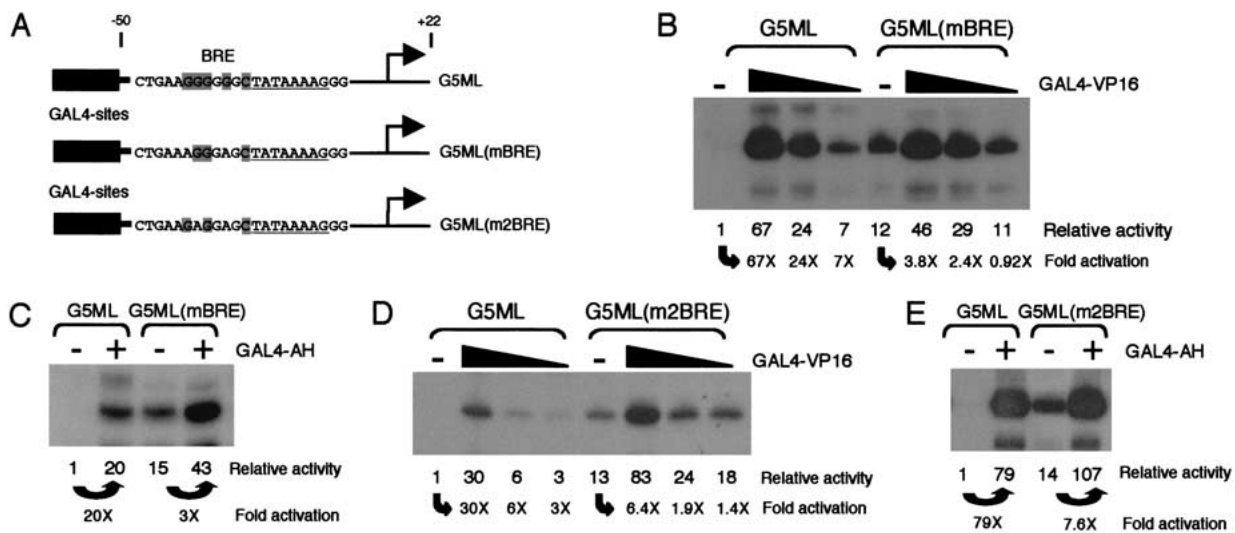 A
-50
+22
BRE
CTGAAGGGGGGCTATAAAAGGG
G5ML
GAL4-sites
CTGAAAGGGAGCTATAAAAGGG
G5ML(mBRE)
GAL4-sites
CTGAAGAGGAGCTATAAAAGGG
G5ML(m2BRE)
B
G5ML G5ML(mBRE)
- - GAL4-VP16
1 67 24 7 12 46 29 11 Relative activity
67X 24X 7X 3.8X 2.4X 0.92X Fold activation
C
G5ML G5ML(mBRE)
- + - + GAL4-AH
1 20 15 43 Relative activity
20X 3X Fold activation
D
G5ML G5ML(m2BRE)
- - GAL4-VP16
1 30 6 3 13 83 24 18 Relative activity
30X 6X 3X 6.4X 1.9X 1.4X Fold activation
E
G5ML G5ML(m2BRE)
- + - + GAL4-AH
1 79 14 107 Relative activity
79X 7.6X Fold activation